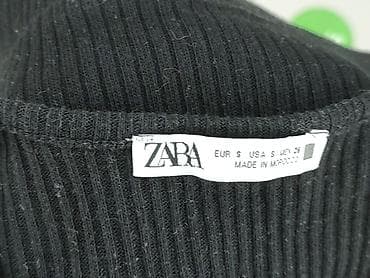 ZARA
EUR S USA S MEX 26
MADE IN MOROCCO